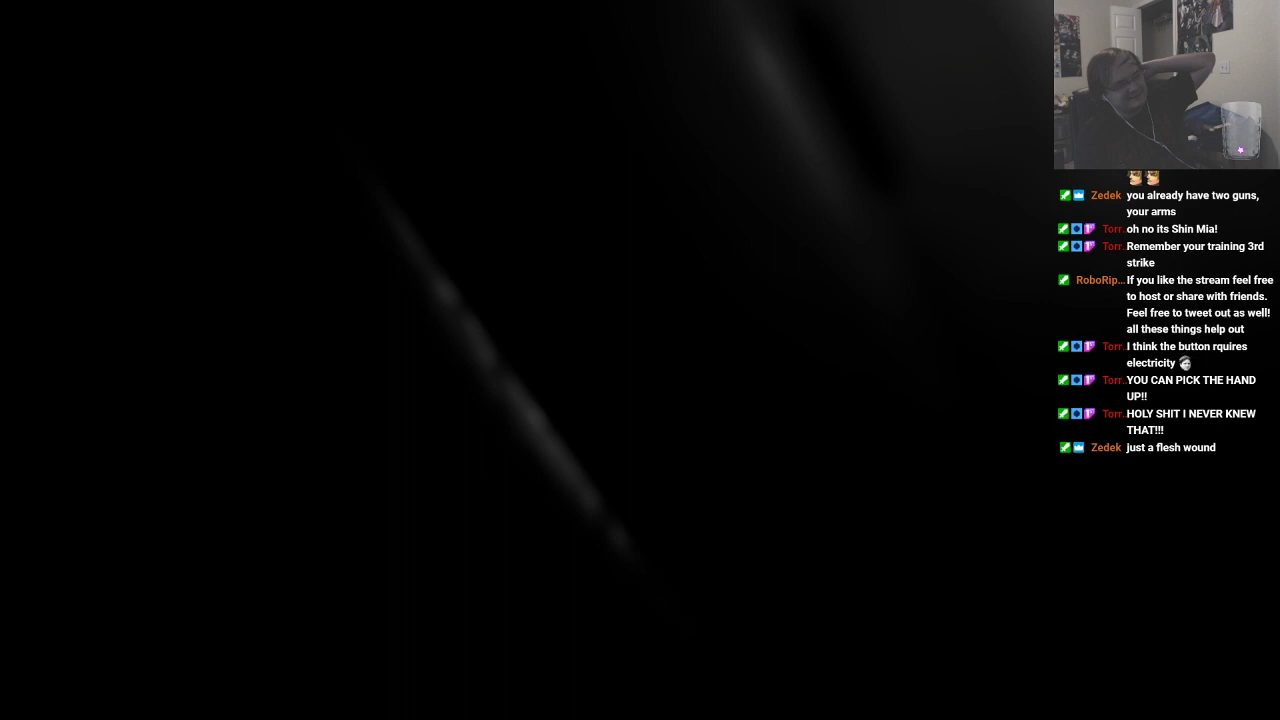 Zedek you already have two guns,
your arms
Torr... oh no its Shin Mia!
Torr... Remember your training 3rd
strike
RoboRip... If you like the stream feel free
to host or share with friends.
Feel free to tweet out as well!
all these things help out
Torr... I think the button rquires
electricity
Torr... YOU CAN PICK THE HAND
UP!!
Torr... HOLY SHIT I NEVER KNEW
THAT!!!
Zedek just a flesh wound